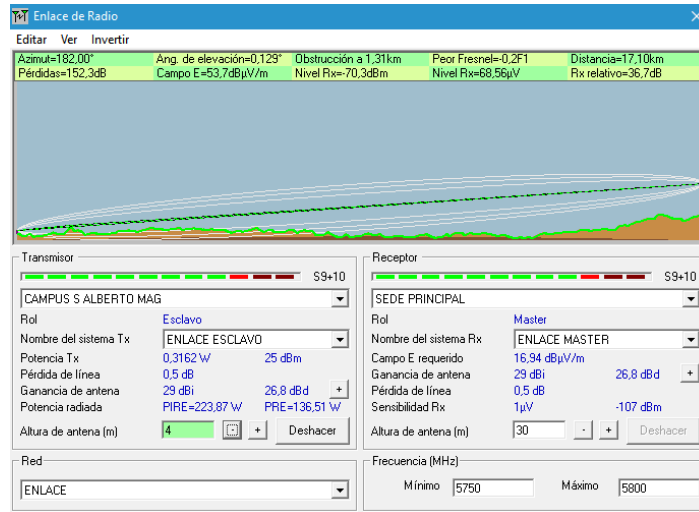 Enlace de Radio
Editar Ver Invertir
Azimut=182,00° Ang. de elevación=0,129° Obstrucción a 1,31km Peor Fresnel=-0,2F1 Distancia=17,10km
Pérdidas=152,3dB Campo E=53,7dBµV/m Nivel Rx=-70,3dBm Nivel Rx=68,56µV Rx relativo=36,7dB
Transmisor
S9+10
CAMPUS S ALBERTO MAG
Rol Esclavo
Nombre del sistema Tx ENLACE ESCLAVO
Potencia Tx 0,3162 W 25 dBm
Pérdida de línea 0,5 dB
Ganancia de antena 29 dBi 26,8 dBd +
Potencia radiada PIRE=223,87 W PRE=136,51 W
Altura de antena (m) 4 - + Deshacer
Receptor
S9+10
SEDE PRINCIPAL
Rol Master
Nombre del sistema Rx ENLACE MASTER
Campo E requerido 16,94 dBµV/m
Ganancia de antena 29 dBi 26,8 dBd +
Pérdida de línea 0,5 dB
Sensibilidad Rx 1µV -107 dBm
Altura de antena (m) 30 - + Deshacer
Red
ENLACE
Frecuencia (MHz)
Mínimo 5750 Máximo 5800